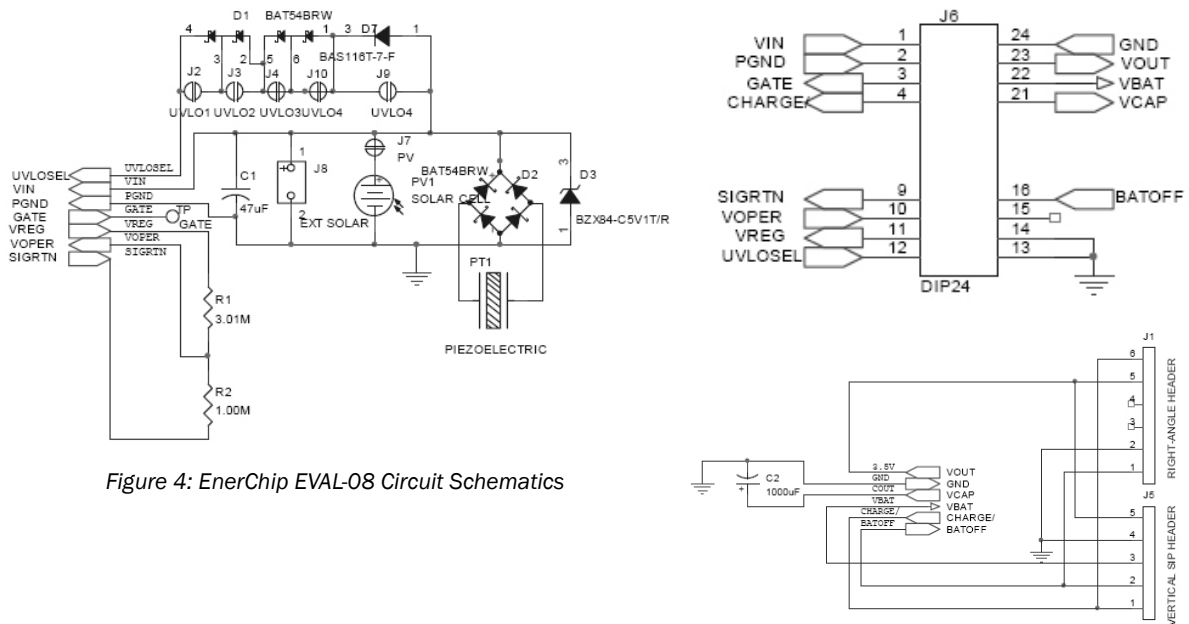 D1 BAT54BRW D7
4 1 3 1
3 2 5 6 BAS116T-7-F
J2 J3 J4 J10 J9
UVLO1 UVLO2 UVLO3 UVLO4 UVLO4
UVLOSEL UVLOSEL
VIN VIN
PGND PGND
GATE GATE TP
GATE
VREG VREG
VOPER VOPER
SIGRTN SIGRTN
C1
47uF
1
+
J8
2
EXT SOLAR
J7
PV
PV1
SOLAR CELL
BAT54BRW
D2
D3
3
BZX84-C5V1T/R
1
PT1
PIEZOELECTRIC
R1
3.01M
R2
1.00M
Figure 4: EnerChip EVAL-08 Circuit Schematics
J6
VIN 1 24 GND
PGND 2 23 VOUT
GATE 3 22 VBAT
CHARGE/ 4 21 VCAP
SIGRTN 9 16 BATOFF
VOPER 10 15
VREG 11 14
UVLOSEL 12 13
DIP24
J1
6
5
4
3
2
1
RIGHT-ANGLE HEADER
C2
+
1000uF
3.5V VOUT
GND GND
COUT VCAP
VBAT VBAT
CHARGE/ CHARGE/
BATOFF BATOFF
J5
5
4
3
2
1
VERTICAL SIP HEADER